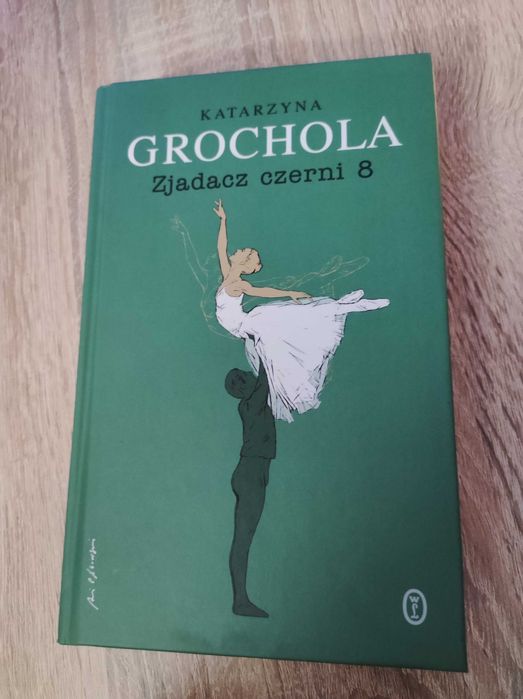 KATARZYNA
GROCHOLA
Zjadacz czerni 8